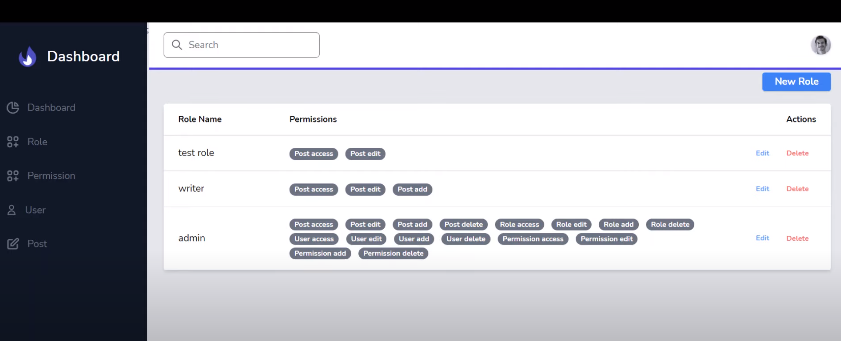 Dashboard
Search
New Role
Dashboard
Role
Permission
User
Post
Role Name Permissions Actions
test role Post access Post edit Edit Delete
writer Post access Post edit Post add Edit Delete
Post access Post edit Post add Post delete Role access Role edit Role add Role delete
admin User access User edit User add User delete Permission access Permission edit Edit Delete
Permission add Permission delete